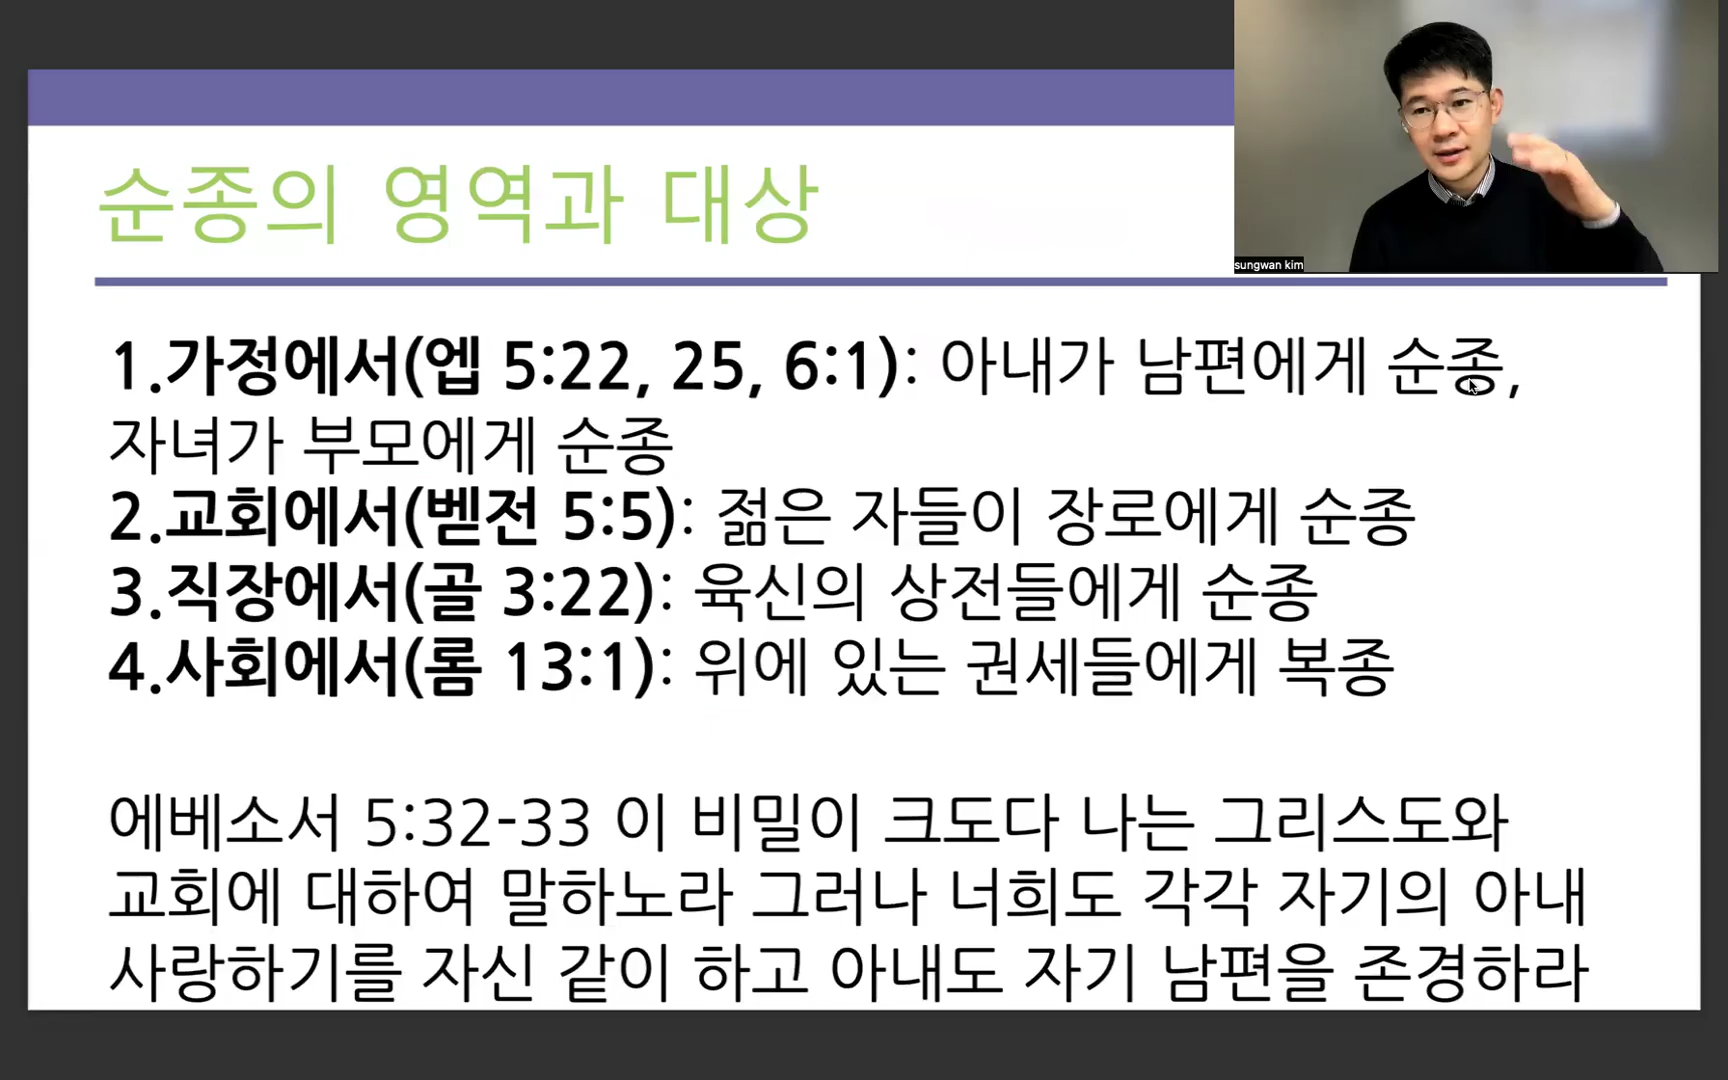 순종의 영역과 대상
sungwan kim
1.가정에서(엡 5:22, 25, 6:1): 아내가 남편에게 순종,
자녀가 부모에게 순종
2.교회에서(벧전 5:5): 젊은 자들이 장로에게 순종
3.직장에서(골 3:22): 육신의 상전들에게 순종
4.사회에서(롬 13:1): 위에 있는 권세들에게 복종
에베소서 5:32-33 이 비밀이 크도다 나는 그리스도와
교회에 대하여 말하노라 그러나 너희도 각각 자기의 아내
사랑하기를 자신 같이 하고 아내도 자기 남편을 존경하라